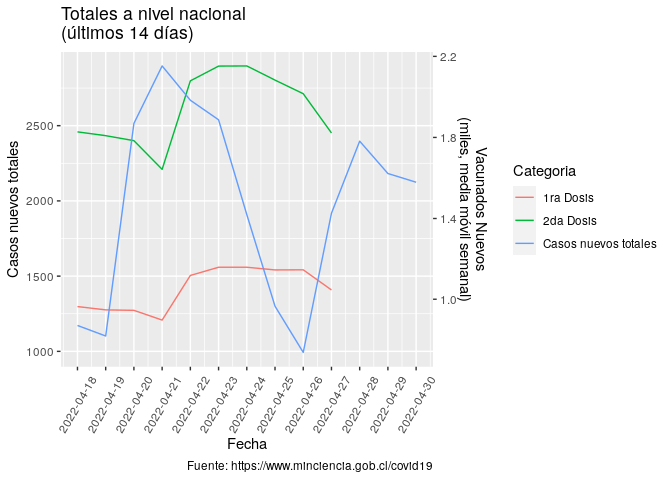 Totales a nivel nacional
(últimos 14 días)
Casos nuevos totales
2500
2000
1500
1000
2.2
1.8
1.4
1.0
Vacunados Nuevos
(miles, media móvil semanal)
2022-04-18
2022-04-19
2022-04-20
2022-04-21
2022-04-22
2022-04-23
2022-04-24
2022-04-25
2022-04-26
2022-04-27
2022-04-28
2022-04-29
2022-04-30
Fecha
Categoria
1ra Dosis
2da Dosis
Casos nuevos totales
Fuente: https://www.minciencia.gob.cl/covid19